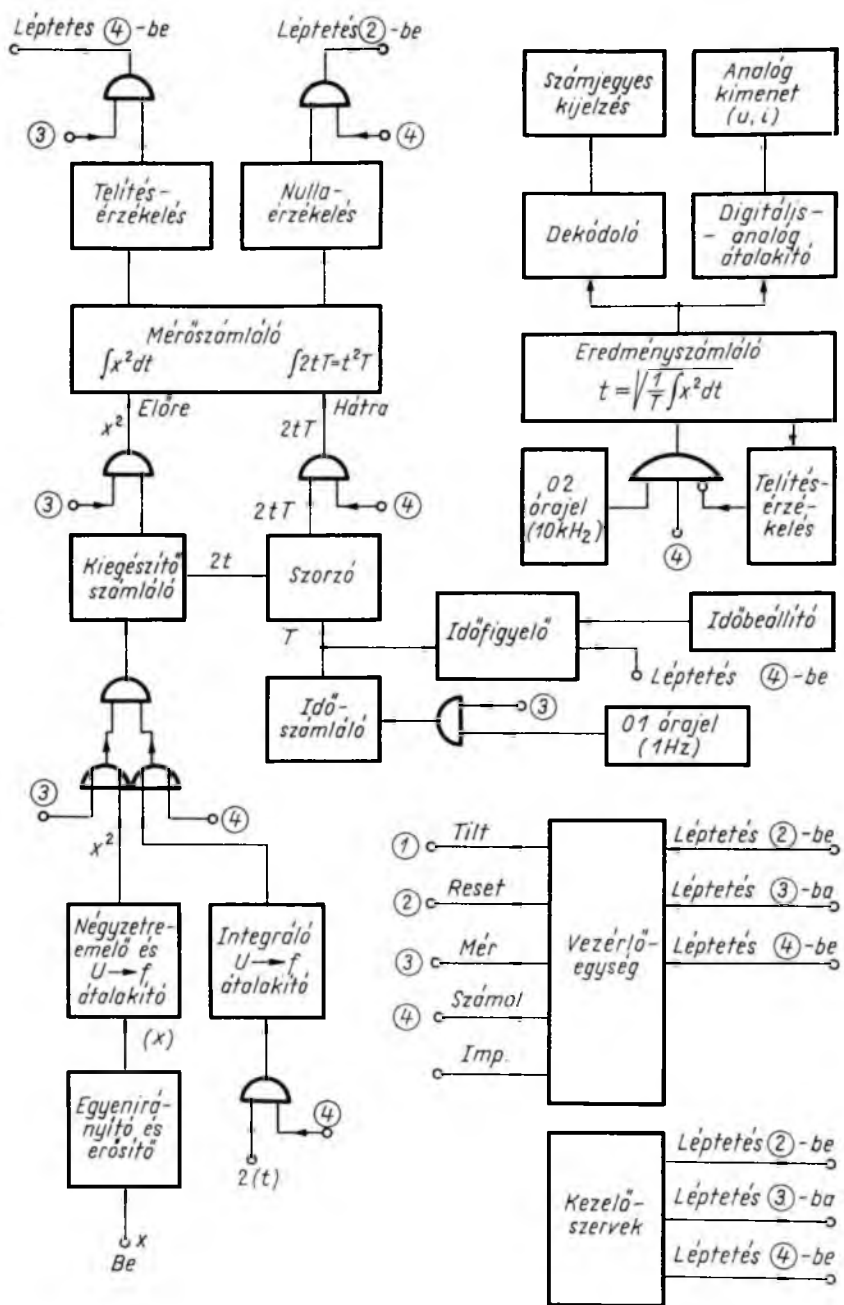 Léptetes ④-be
Léptetés ②-be
③
④
Telítés-
érzékelés
Nulla-
érzékelés
Mérőszámláló
∫x²dt
∫2tT=t²T
Előre
Hátra
x²
2tT
③
④
2tT
Kiegészítő
számláló
2t
Szorzó
T
Idő-
számláló
③
④
x²
Négyzetre-
emelő és
U→f
átalakító
Integráló
U→f
átalakító
(x)
Egyenirá-
nyító és
erősítő
④
2(t)
x
Be
Számjegyes
kijelzés
Analóg
kimenet
(u, i)
Dekódoló
Digitális-
-analóg
átalakító
Eredményszámláló
t=√1/T∫x²dt
02
órajel
(10kHz)
④
Telítés-
érzé-
kelés
Időfigyelő
Időbeállító
Léptetés ④-be
③
01 órajel
(1Hz)
① Tilt
② Reset
③ Mér
④ Számol
Imp.
Vezérlő-
egység
Léptetés ②-be
Léptetés ③-ba
Léptetés ④-be
Kezelő-
szervek
Léptetés ②-be
Léptetés ③-ba
Léptetés ④-be